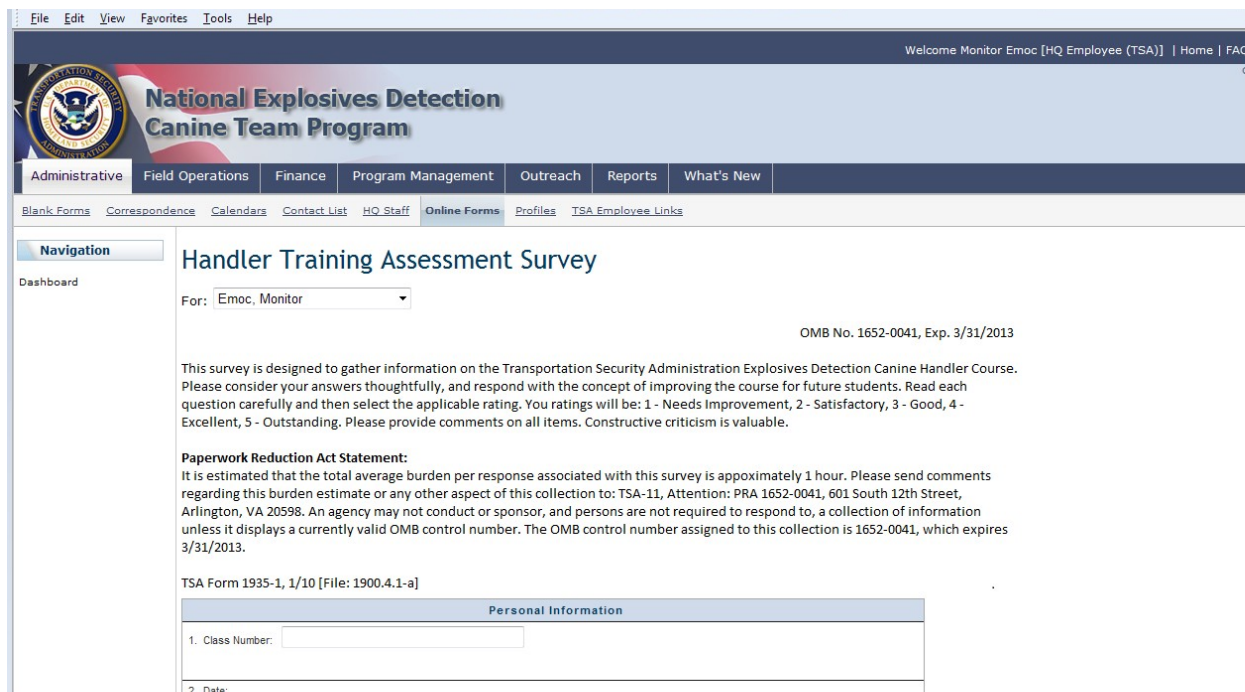 File Edit View Favorites Tools Help
Welcome Monitor Emoc [HQ Employee (TSA)] | Home | FAQ
National Explosives Detection
Canine Team Program
Administrative Field Operations Finance Program Management Outreach Reports What's New
Blank Forms Correspondence Calendars Contact List HQ Staff Online Forms Profiles TSA Employee Links
Navigation
Dashboard
Handler Training Assessment Survey
For: Emoc, Monitor
OMB No. 1652-0041, Exp. 3/31/2013
This survey is designed to gather information on the Transportation Security Administration Explosives Detection Canine Handler Course.
Please consider your answers thoughtfully, and respond with the concept of improving the course for future students. Read each
question carefully and then select the applicable rating. You ratings will be: 1 - Needs Improvement, 2 - Satisfactory, 3 - Good, 4 -
Excellent, 5 - Outstanding. Please provide comments on all items. Constructive criticism is valuable.
Paperwork Reduction Act Statement:
It is estimated that the total average burden per response associated with this survey is appoximately 1 hour. Please send comments
regarding this burden estimate or any other aspect of this collection to: TSA-11, Attention: PRA 1652-0041, 601 South 12th Street,
Arlington, VA 20598. An agency may not conduct or sponsor, and persons are not required to respond to, a collection of information
unless it displays a currently valid OMB control number. The OMB control number assigned to this collection is 1652-0041, which expires
3/31/2013.
TSA Form 1935-1, 1/10 [File: 1900.4.1-a] .
Personal Information
1. Class Number:
2. Date: